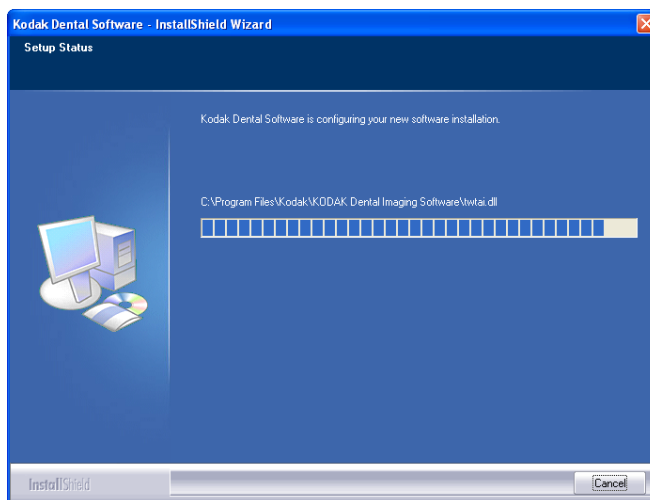 Kodak Dental Software - InstallShield Wizard
Setup Status
Kodak Dental Software is configuring your new software installation.
C:\Program Files\Kodak\KODAK Dental Imaging Software\twtai.dll
InstallShield
Cancel